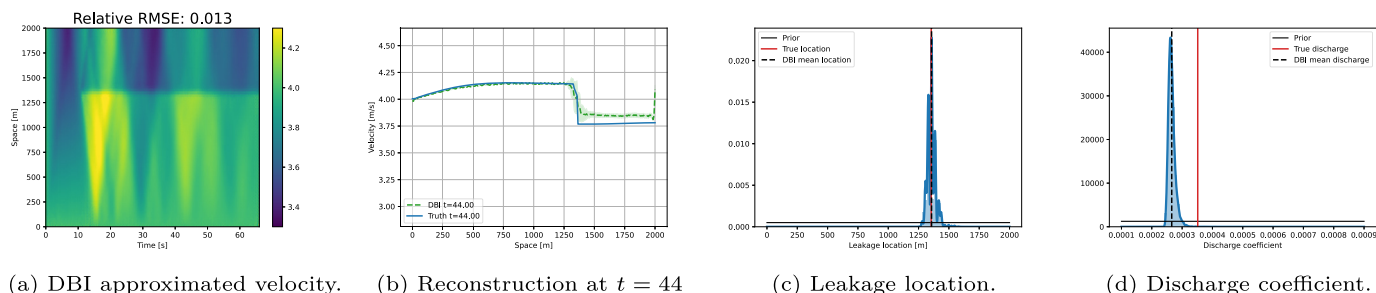 Relative RMSE: 0.013
2000
1750
1500
1250
1000
750
500
250
0
Space [m]
0
20
40
60
Time [s]
4.2
4.0
3.8
3.6
3.4
4.50
4.25
4.00
3.75
3.50
3.25
3.00
Velocity [m/s]
DBI t=44.00
Truth t=44.00
0 250 500 750 1000 1250 1500 1750 2000
Space [m]
0.020
0.015
0.010
0.005
0.000
Prior
True location
DBI mean location
0 250 500 750 1000 1250 1500 1750 2000
Leakage location [m]
40000
30000
20000
10000
0
Prior
True discharge
DBI mean discharge
0.0001 0.0002 0.0003 0.0004 0.0005 0.0006 0.0007 0.0008 0.0009
Discharge coefficient
(a) DBI approximated velocity.
(b) Reconstruction at t = 44
(c) Leakage location.
(d) Discharge coefficient.